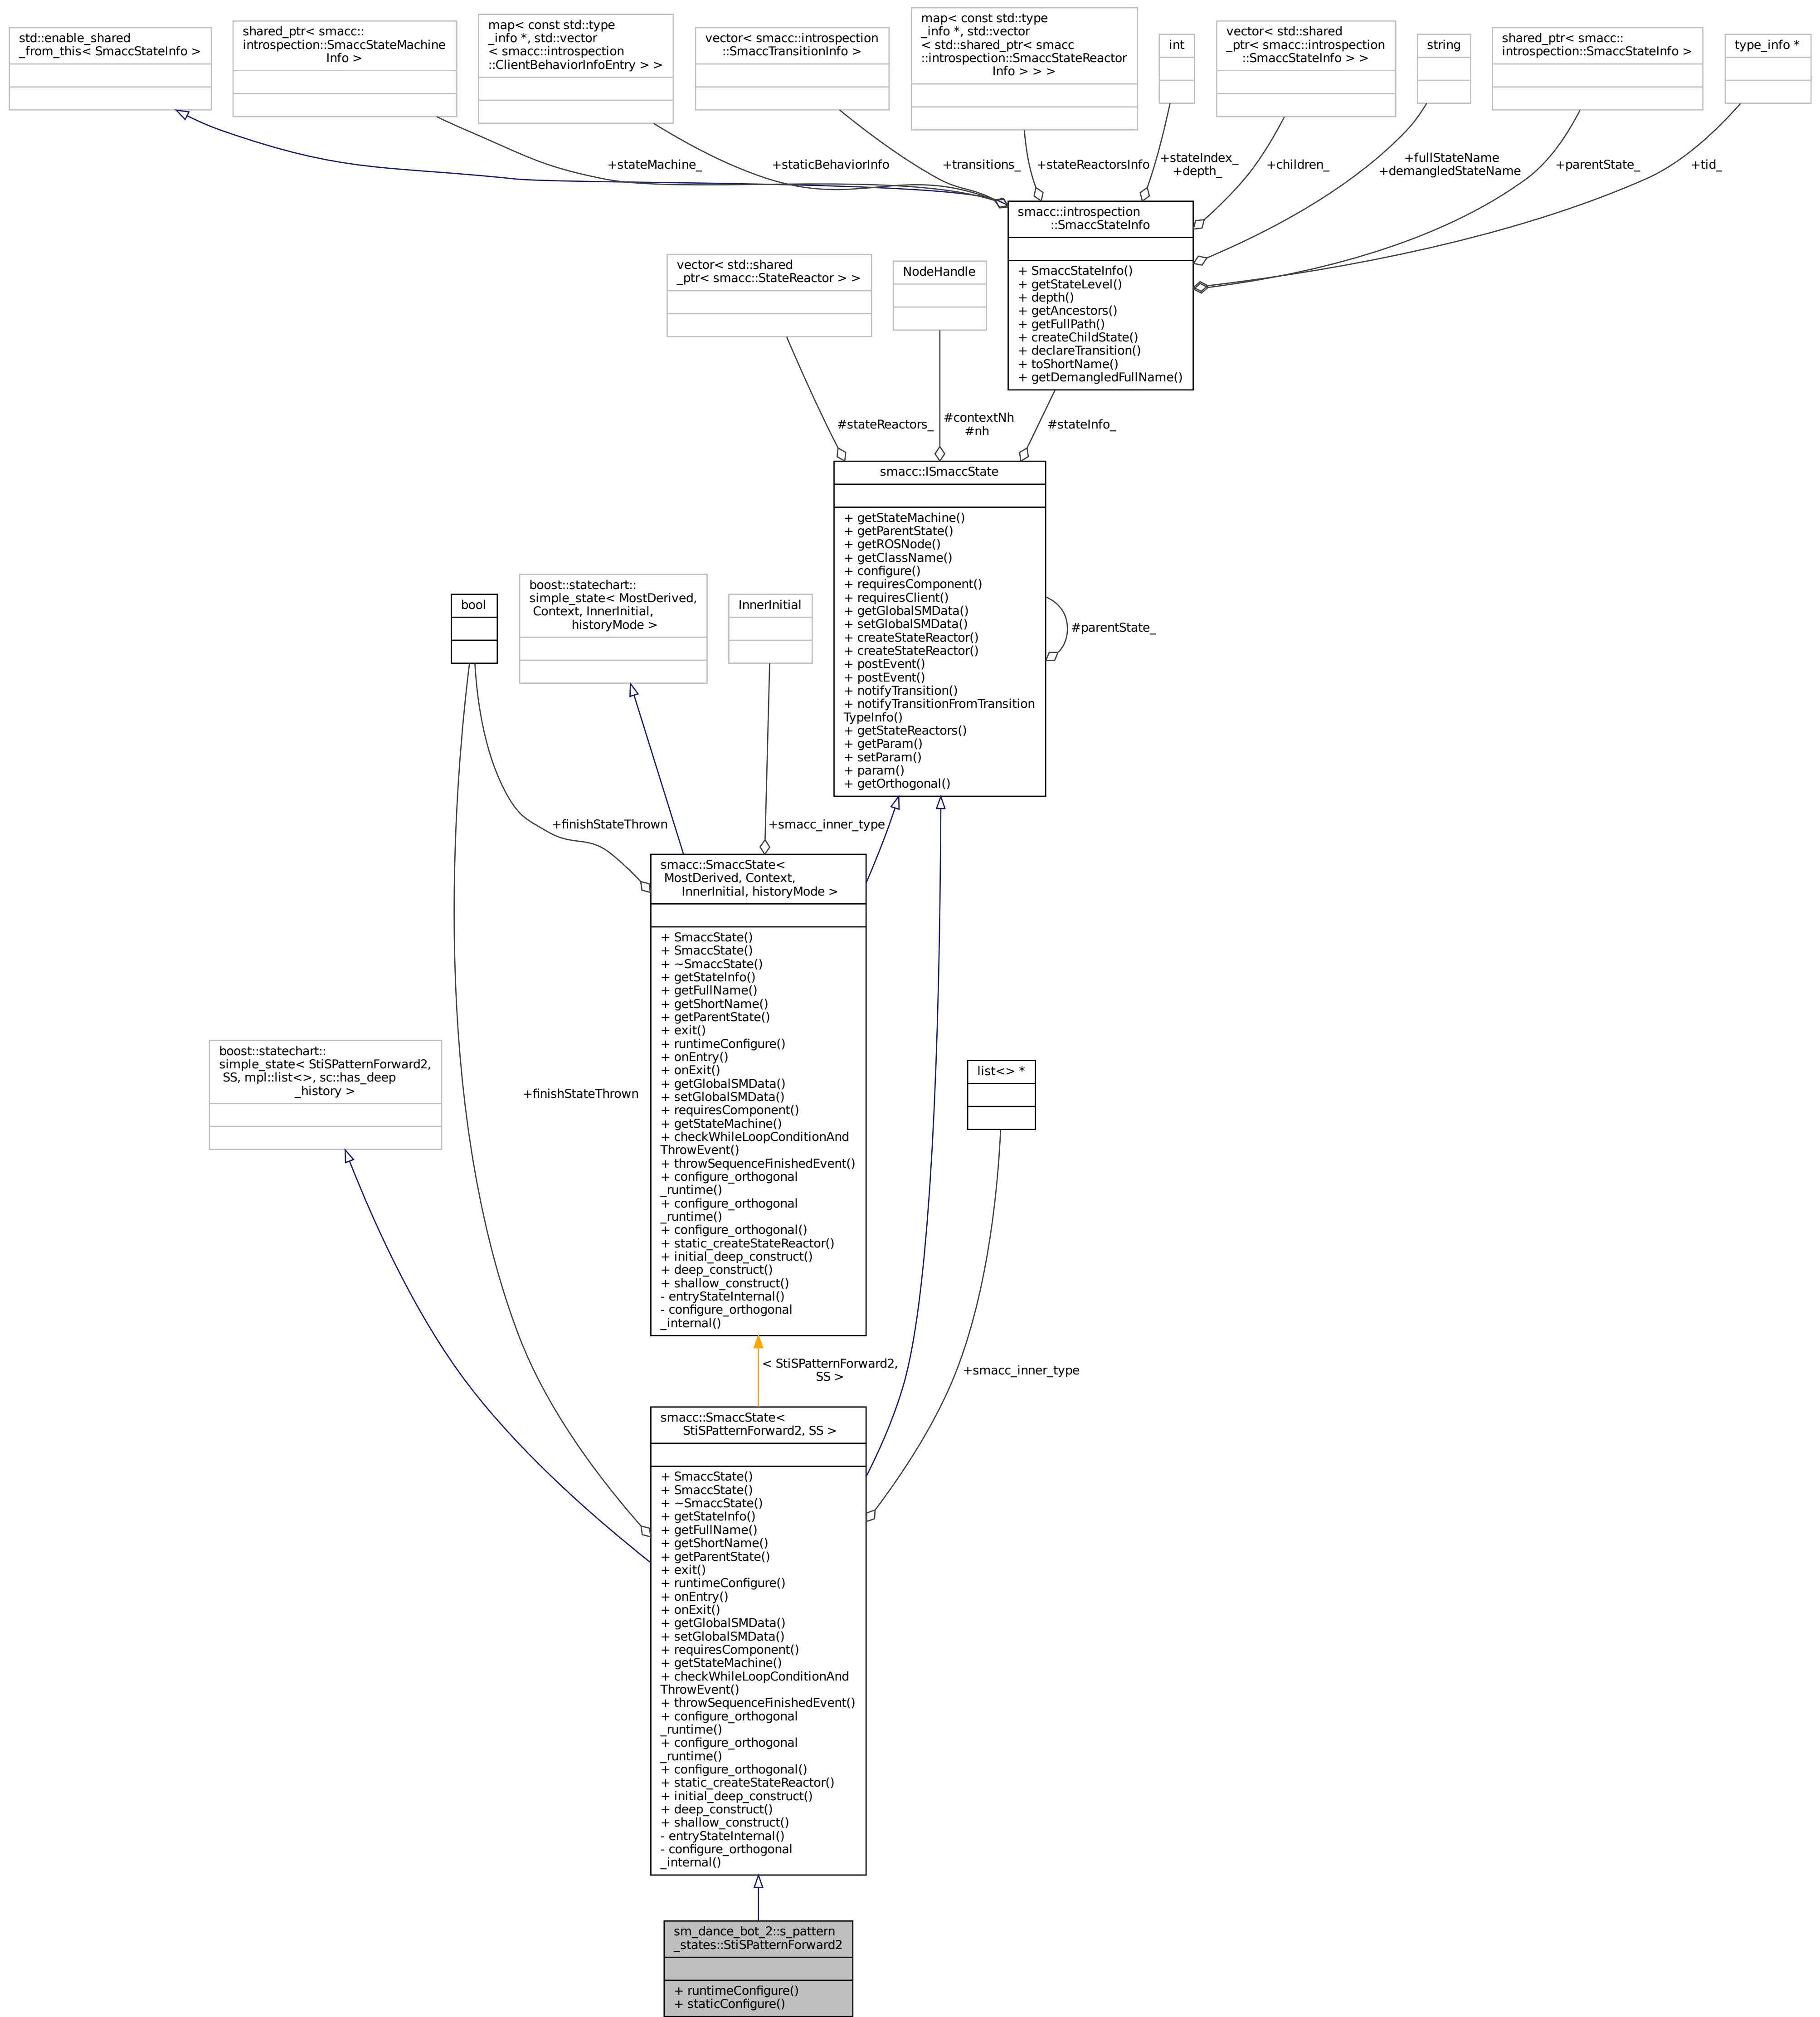 std::enable_shared
_from_this< SmaccStateInfo >
shared_ptr< smacc::
introspection::SmaccStateMachine
Info >
map< const std::type
_info *, std::vector
< smacc::introspection
::ClientBehaviorInfoEntry > >
vector< smacc::introspection
::SmaccTransitionInfo >
map< const std::type
_info *, std::vector
< std::shared_ptr< smacc
::introspection::SmaccStateReactor
Info > > >
int
vector< std::shared
_ptr< smacc::introspection
::SmaccStateInfo > >
string
shared_ptr< smacc::
introspection::SmaccStateInfo >
type_info *
+stateMachine_
+staticBehaviorInfo
+transitions_
+stateReactorsInfo
+stateIndex_
+depth_
+children_
+fullStateName
+demangledStateName
+parentState_
+tid_
smacc::introspection
::SmaccStateInfo
+ SmaccStateInfo()
+ getStateLevel()
+ depth()
+ getAncestors()
+ getFullPath()
+ createChildState()
+ declareTransition()
+ toShortName()
+ getDemangledFullName()
vector< std::shared
_ptr< smacc::StateReactor > >
NodeHandle
#stateReactors_
#contextNh
#nh
#stateInfo_
smacc::ISmaccState
+ getStateMachine()
+ getParentState()
+ getROSNode()
+ getClassName()
+ configure()
+ requiresComponent()
+ requiresClient()
+ getGlobalSMData()
+ setGlobalSMData()
+ createStateReactor()
+ createStateReactor()
+ postEvent()
+ postEvent()
+ notifyTransition()
+ notifyTransitionFromTransition
TypeInfo()
+ getStateReactors()
+ getParam()
+ setParam()
+ param()
+ getOrthogonal()
#parentState_
bool
boost::statechart::
simple_state< MostDerived,
Context, InnerInitial,
historyMode >
InnerInitial
+finishStateThrown
+smacc_inner_type
smacc::SmaccState<
MostDerived, Context,
InnerInitial, historyMode >
+ SmaccState()
+ SmaccState()
+ ~SmaccState()
+ getStateInfo()
+ getFullName()
+ getShortName()
+ getParentState()
+ exit()
+ runtimeConfigure()
+ onEntry()
+ onExit()
+ getGlobalSMData()
+ setGlobalSMData()
+ requiresComponent()
+ getStateMachine()
+ checkWhileLoopConditionAnd
ThrowEvent()
+ throwSequenceFinishedEvent()
+ configure_orthogonal
_runtime()
+ configure_orthogonal
_runtime()
+ configure_orthogonal()
+ static_createStateReactor()
+ initial_deep_construct()
+ deep_construct()
+ shallow_construct()
- entryStateInternal()
- configure_orthogonal
_internal()
boost::statechart::
simple_state< StiSPatternForward2,
SS, mpl::list<>, sc::has_deep
_history >
+finishStateThrown
list<> *
< StiSPatternForward2,
SS >
+smacc_inner_type
smacc::SmaccState<
StiSPatternForward2, SS >
+ SmaccState()
+ SmaccState()
+ ~SmaccState()
+ getStateInfo()
+ getFullName()
+ getShortName()
+ getParentState()
+ exit()
+ runtimeConfigure()
+ onEntry()
+ onExit()
+ getGlobalSMData()
+ setGlobalSMData()
+ requiresComponent()
+ getStateMachine()
+ checkWhileLoopConditionAnd
ThrowEvent()
+ throwSequenceFinishedEvent()
+ configure_orthogonal
_runtime()
+ configure_orthogonal
_runtime()
+ configure_orthogonal()
+ static_createStateReactor()
+ initial_deep_construct()
+ deep_construct()
+ shallow_construct()
- entryStateInternal()
- configure_orthogonal
_internal()
sm_dance_bot_2::s_pattern
_states::StiSPatternForward2
+ runtimeConfigure()
+ staticConfigure()